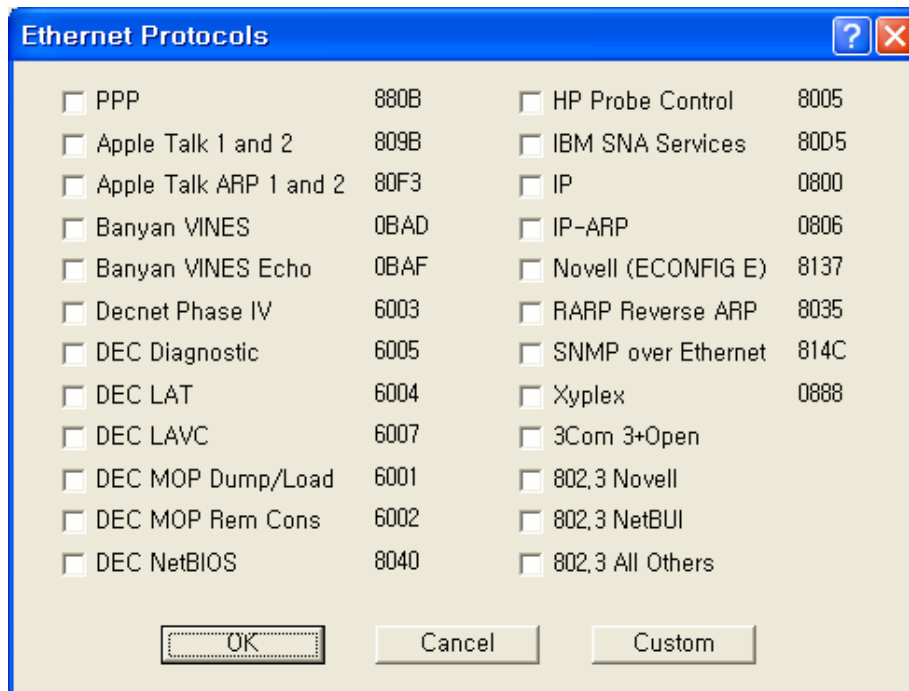 Ethernet Protocols
PPP 880B
Apple Talk 1 and 2 809B
Apple Talk ARP 1 and 2 80F3
Banyan VINES 0BAD
Banyan VINES Echo 0BAF
Decnet Phase IV 6003
DEC Diagnostic 6005
DEC LAT 6004
DEC LAVC 6007
DEC MOP Dump/Load 6001
DEC MOP Rem Cons 6002
DEC NetBIOS 8040
HP Probe Control 8005
IBM SNA Services 80D5
IP 0800
IP-ARP 0806
Novell (ECONFIG E) 8137
RARP Reverse ARP 8035
SNMP over Ethernet 814C
Xyplex 0888
3Com 3+Open
802.3 Novell
802.3 NetBUI
802.3 All Others
OK Cancel Custom